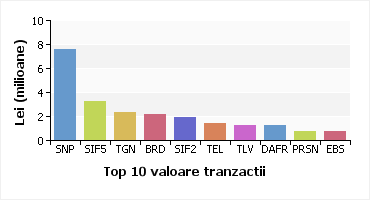 Lei (milioane)
10
8
6
4
2
0
SNP SIF5 TGN BRD SIF2 TEL TLV DAFR PRSN EBS
Top 10 valoare tranzactii